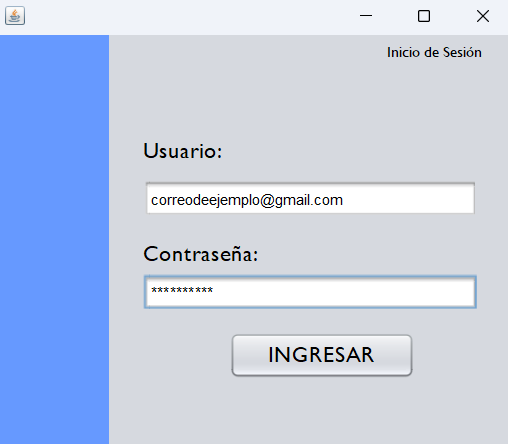 Inicio de Sesión
Usuario:
correodeejemplo@gmail.com
Contraseña:
**********
INGRESAR